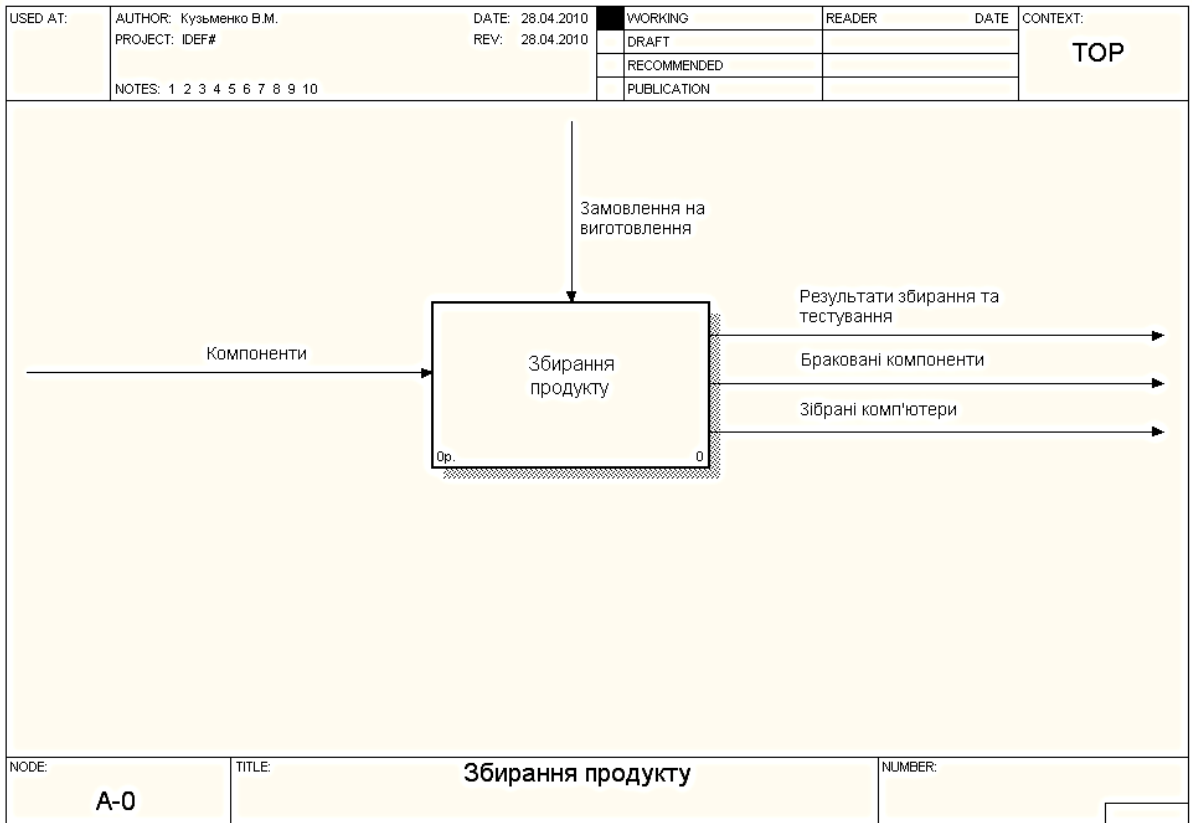 USED AT:
AUTHOR: Кузьменко В.М.
DATE: 28.04.2010
PROJECT: IDEF#
REV: 28.04.2010
NOTES: 1 2 3 4 5 6 7 8 9 10
WORKING
DRAFT
RECOMMENDED
PUBLICATION
READER DATE
CONTEXT:
TOP
Замовлення на
виготовлення
Компоненти
Збирання
продукту
0р.
0
Результати збирання та
тестування
Браковані компоненти
Зібрані комп'ютери
NODE:
A-0
TITLE:
Збирання продукту
NUMBER: